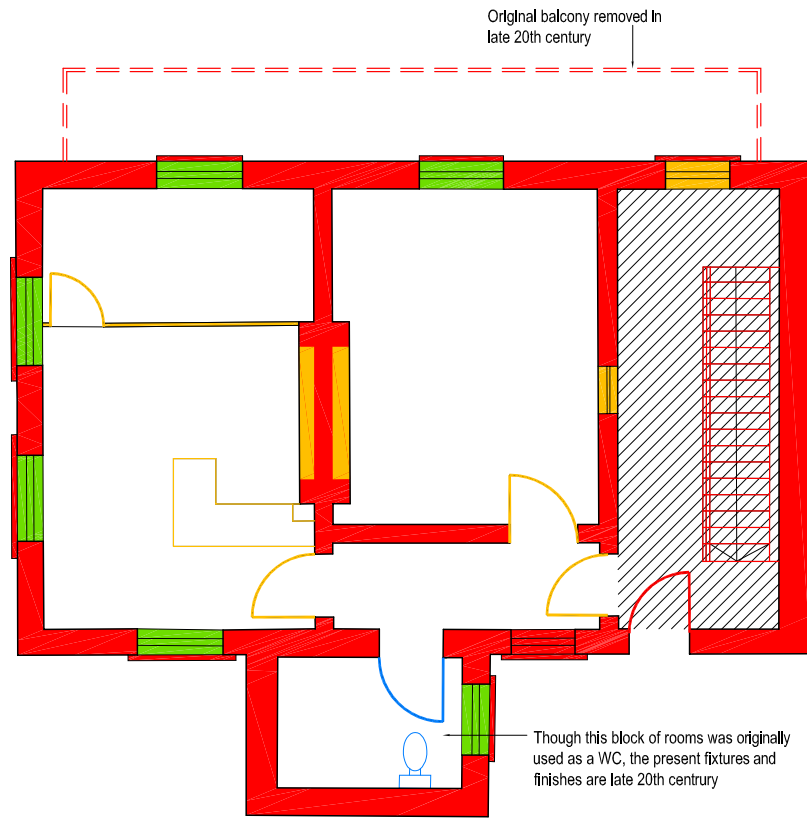 Original balcony removed in
late 20th century
Though this block of rooms was originally
used as a WC, the present fixtures and
finishes are late 20th centrury